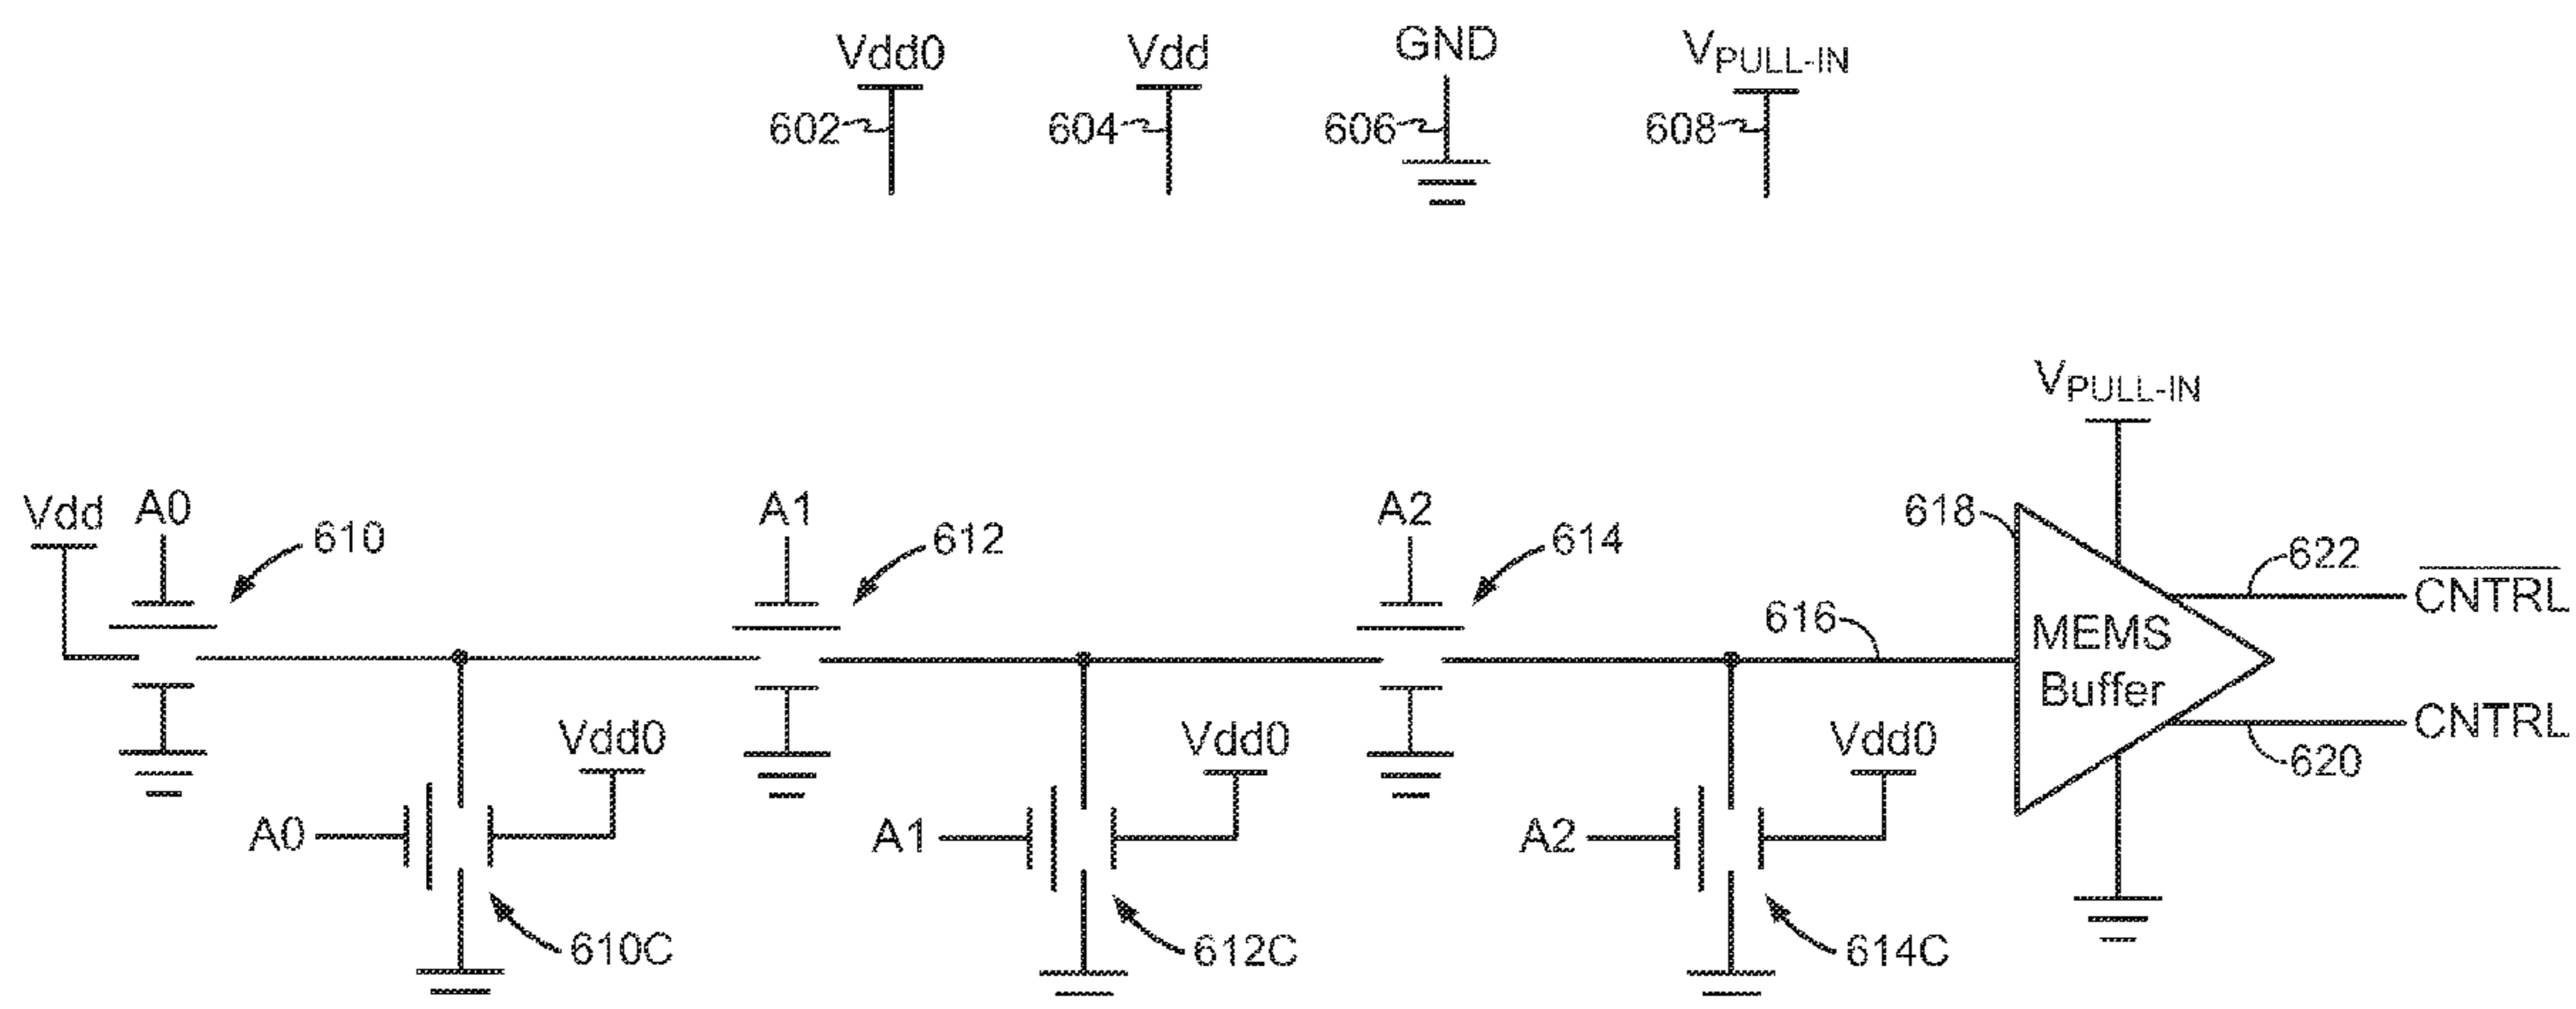 Vdd0
Vdd
GND
VPULL-IN
602
604
606
608
VPULL-IN
Vdd
A0
610
A1
612
A2
614
618
616
MEMS
Buffer
622
CNTRL
620
CNTRL
Vdd0
Vdd0
Vdd0
A0
A1
A2
610C
612C
614C